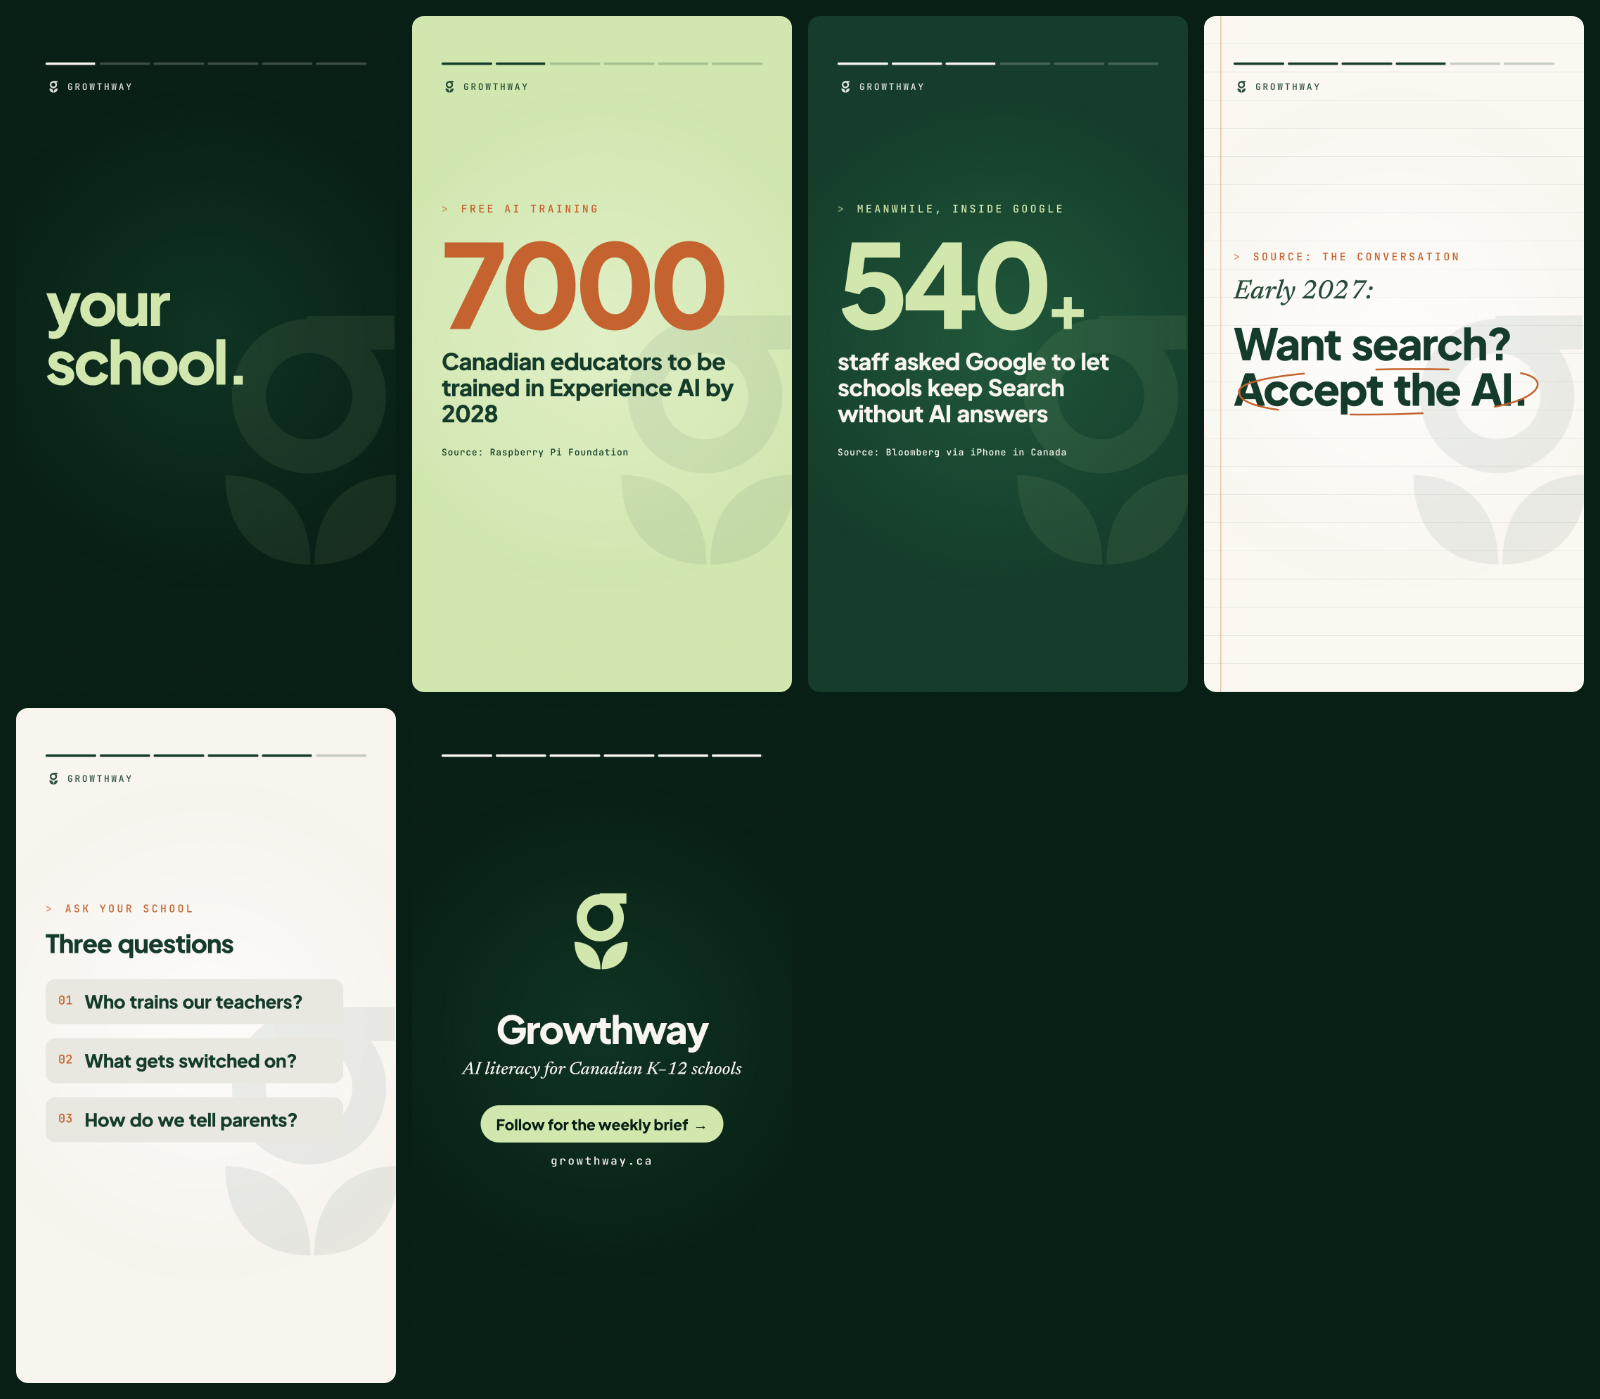 GROWTHWAY
your
school.
GROWTHWAY
> FREE AI TRAINING
7000
Canadian educators to be
trained in Experience AI by
2028
Source: Raspberry Pi Foundation
GROWTHWAY
> MEANWHILE, INSIDE GOOGLE
540+
staff asked Google to let
schools keep Search
without AI answers
Source: Bloomberg via iPhone in Canada
GROWTHWAY
> SOURCE: THE CONVERSATION
Early 2027:
Want search?
Accept the AI.
GROWTHWAY
> ASK YOUR SCHOOL
Three questions
01 Who trains our teachers?
02 What gets switched on?
03 How do we tell parents?
Growthway
AI literacy for Canadian K–12 schools
Follow for the weekly brief →
growthway.ca